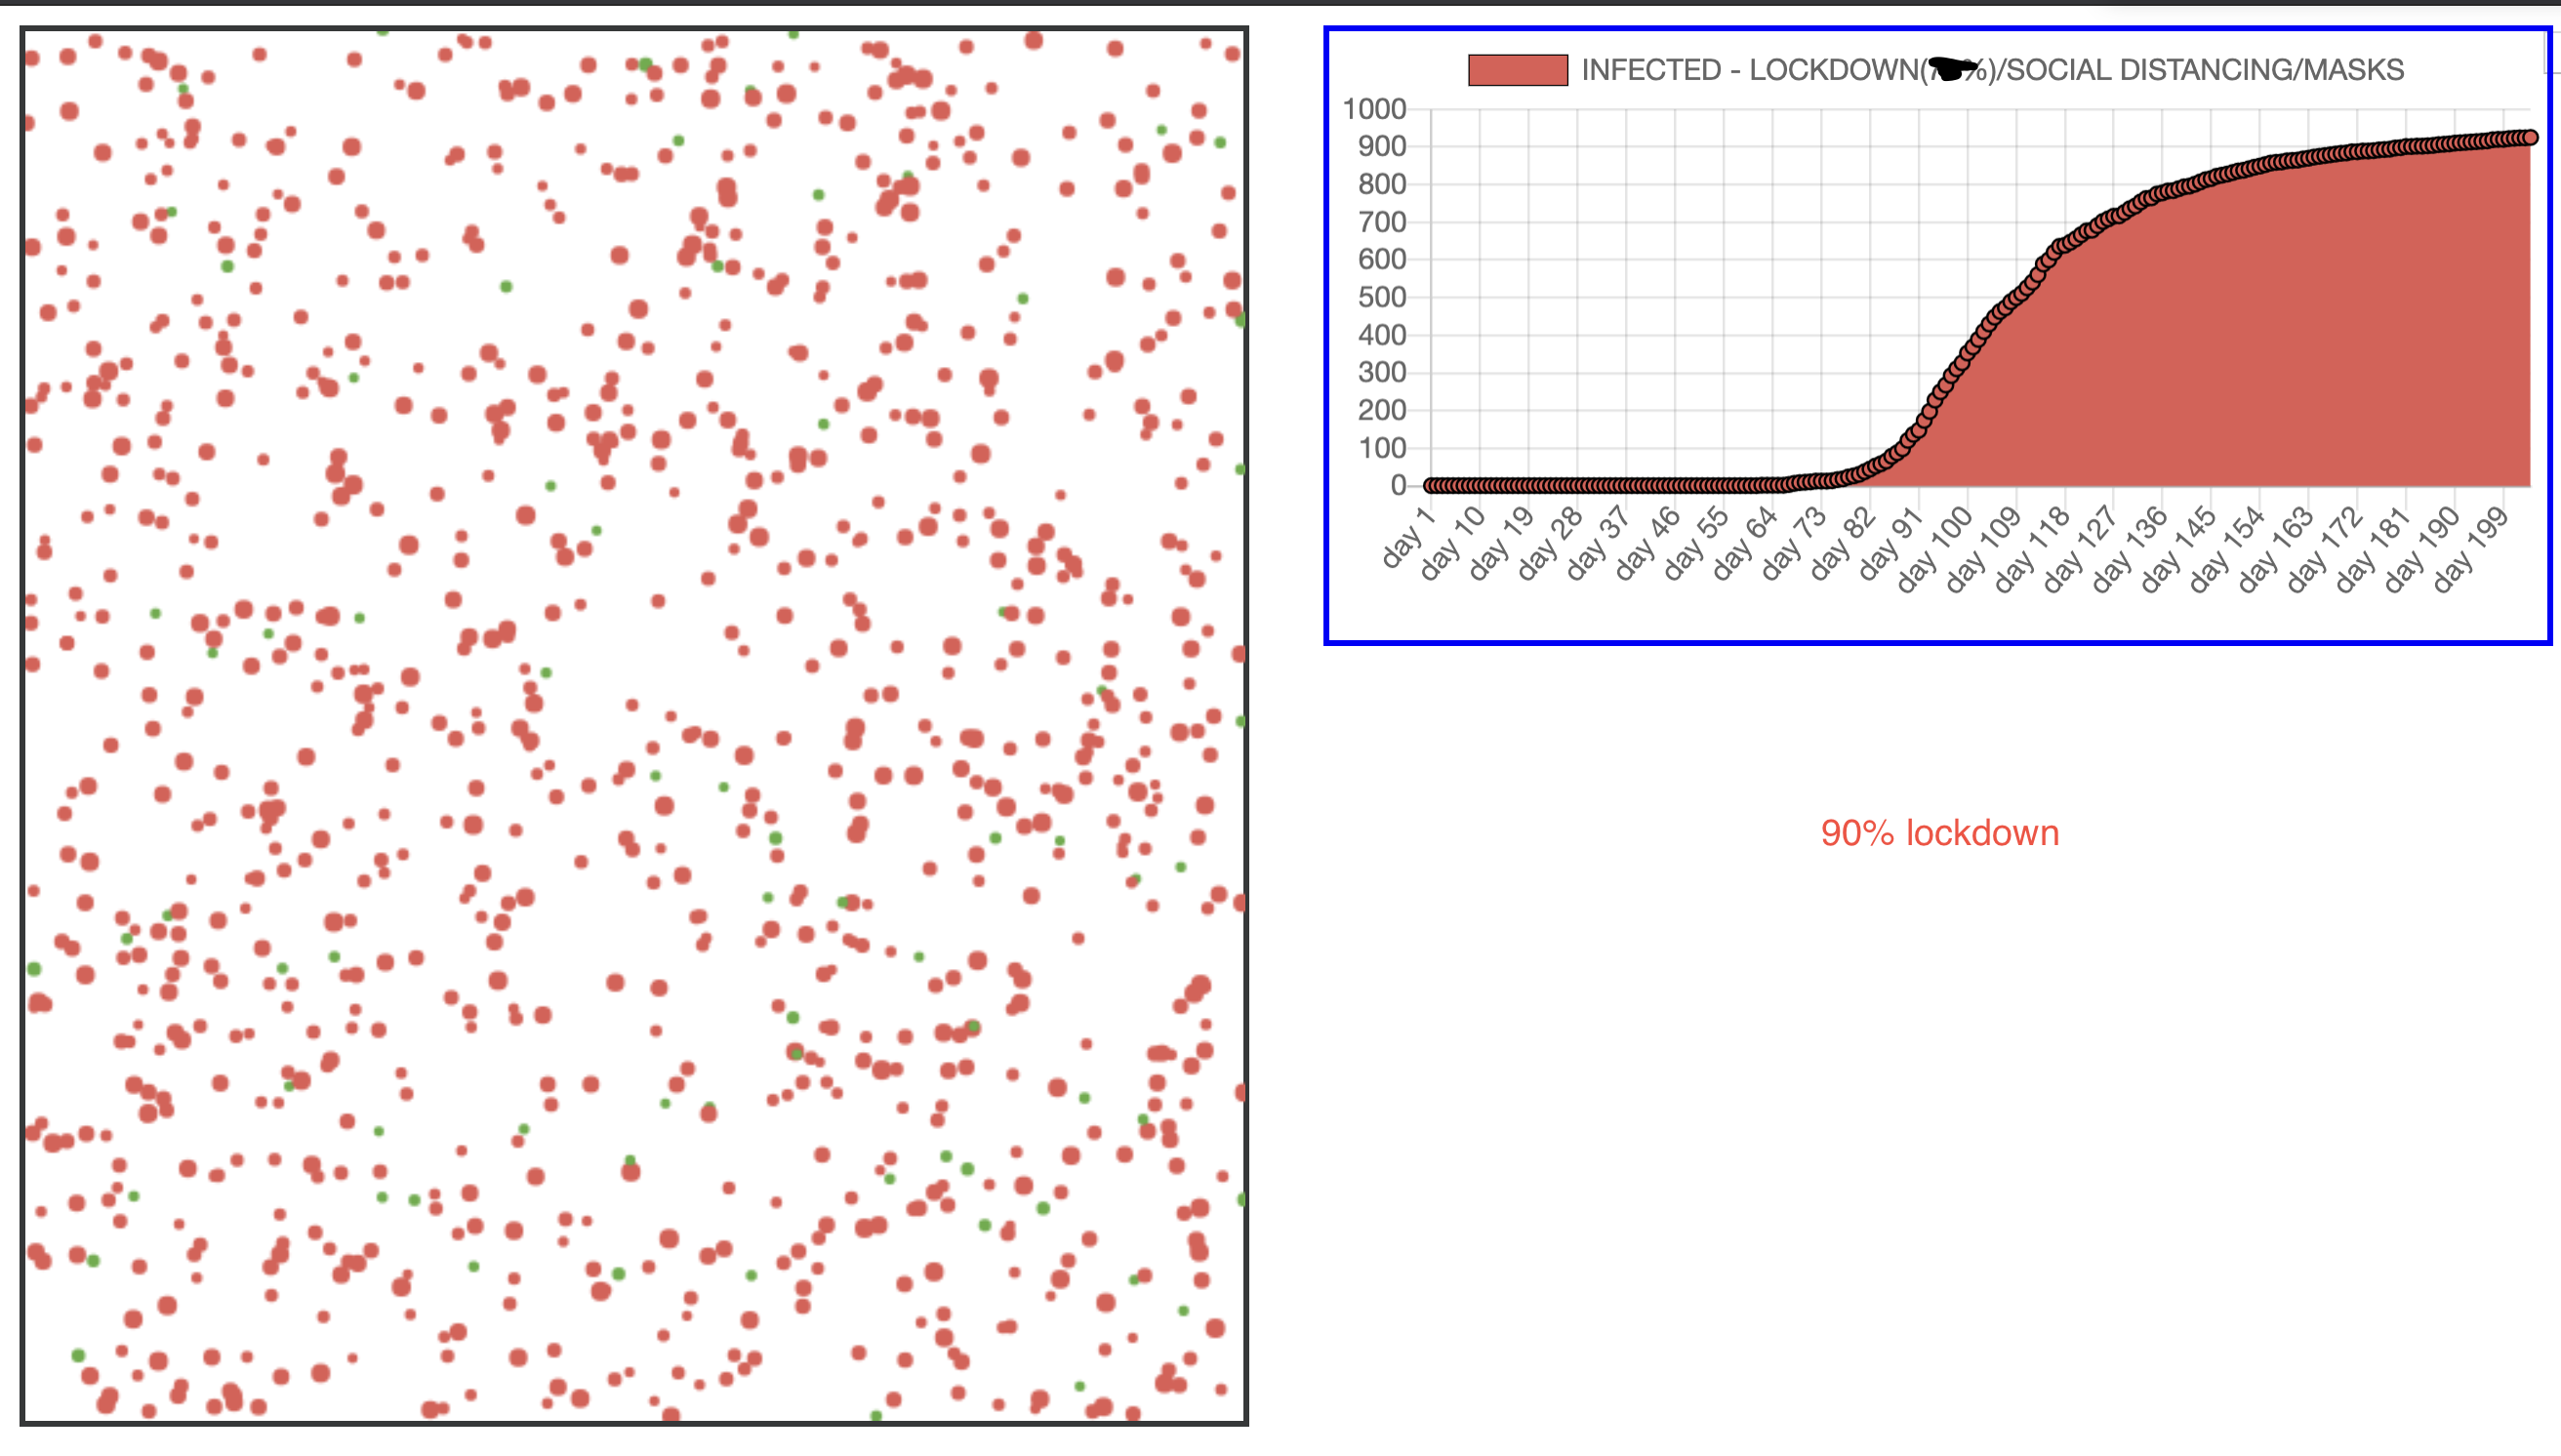 INFECTED - LOCKDOWN( %)/SOCIAL DISTANCING/MASKS
1000
900
800
700
600
500
400
300
200
100
0
day 1
day 10
day 19
day 28
day 37
day 46
day 55
day 64
day 73
day 82
day 91
day 100
day 109
day 118
day 127
day 136
day 145
day 154
day 163
day 172
day 181
day 190
day 199
90% lockdown